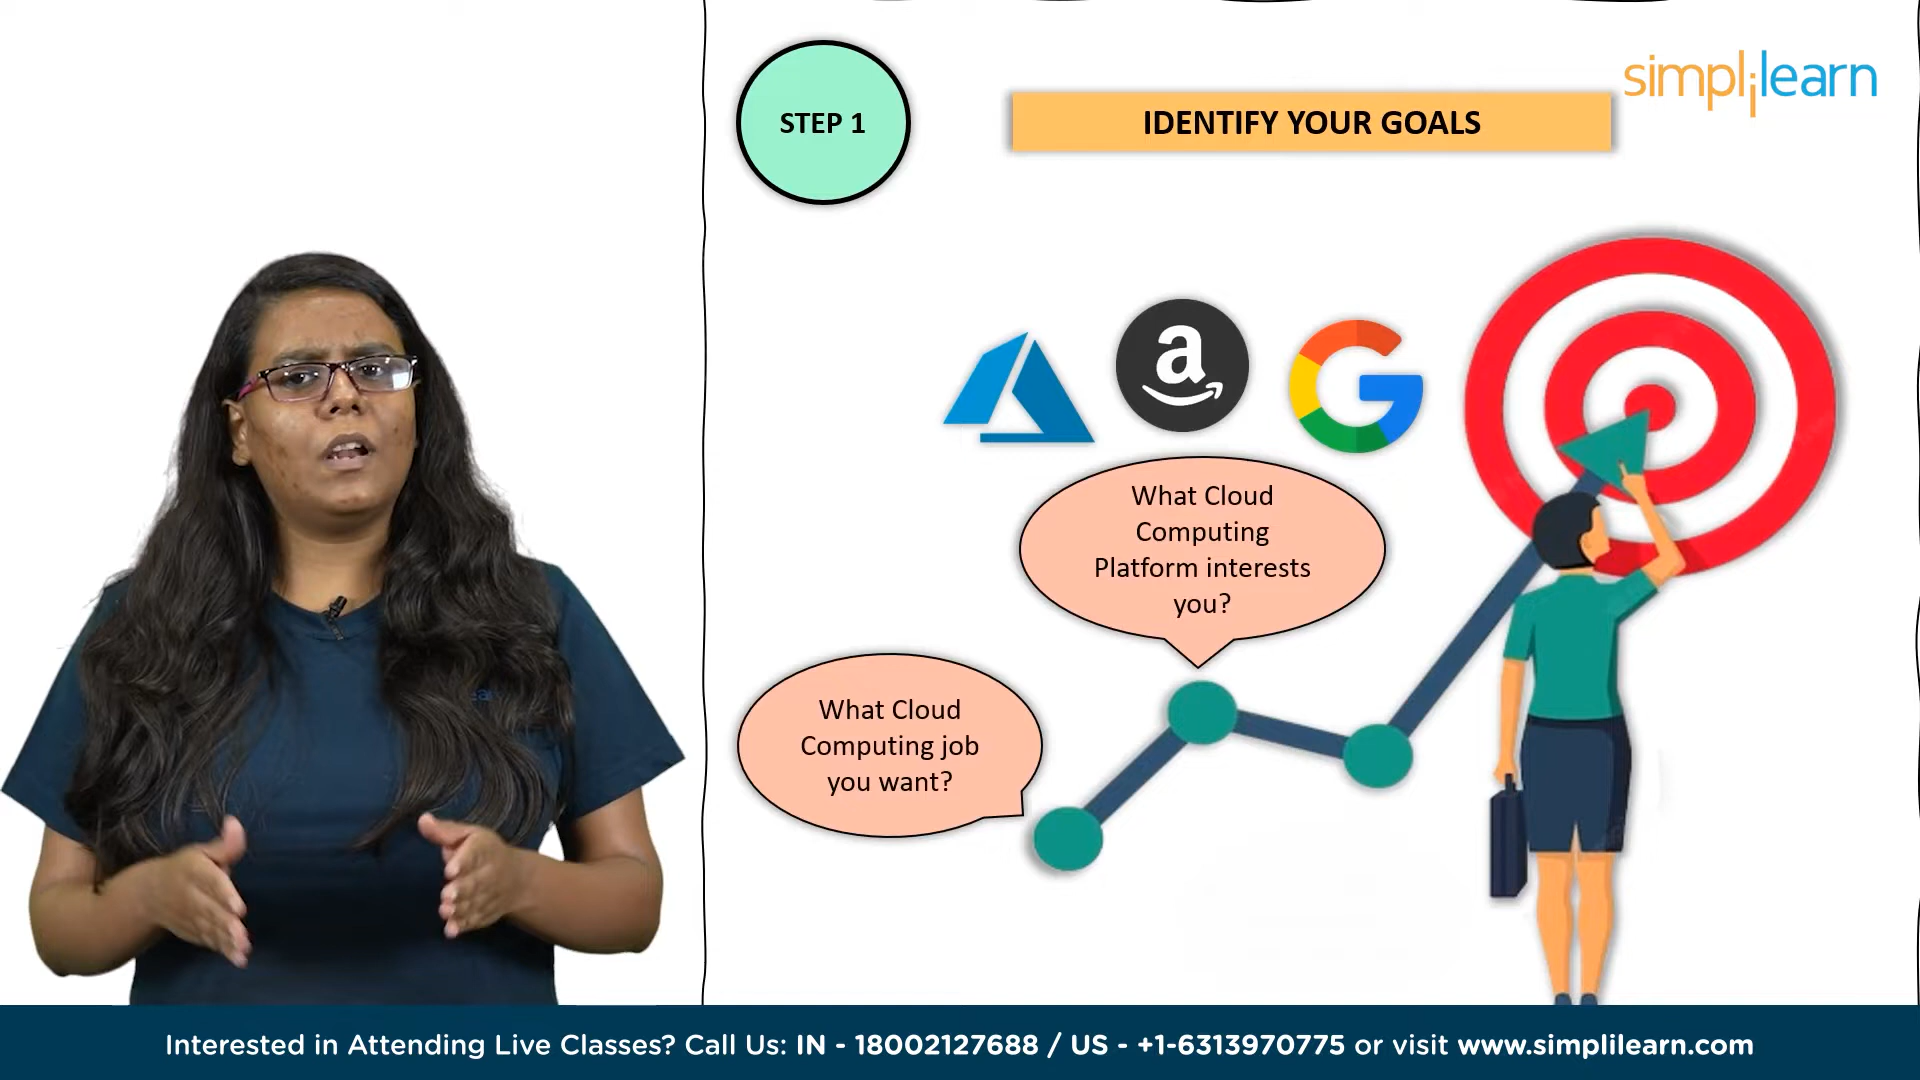 STEP 1
IDENTIFY YOUR GOALS
simplilearn
a
G
What Cloud
Computing
Platform interests
you?
What Cloud
Computing job
you want?
Interested in Attending Live Classes? Call Us: IN - 18002127688 / US - +1-6313970775 or visit www.simplilearn.com